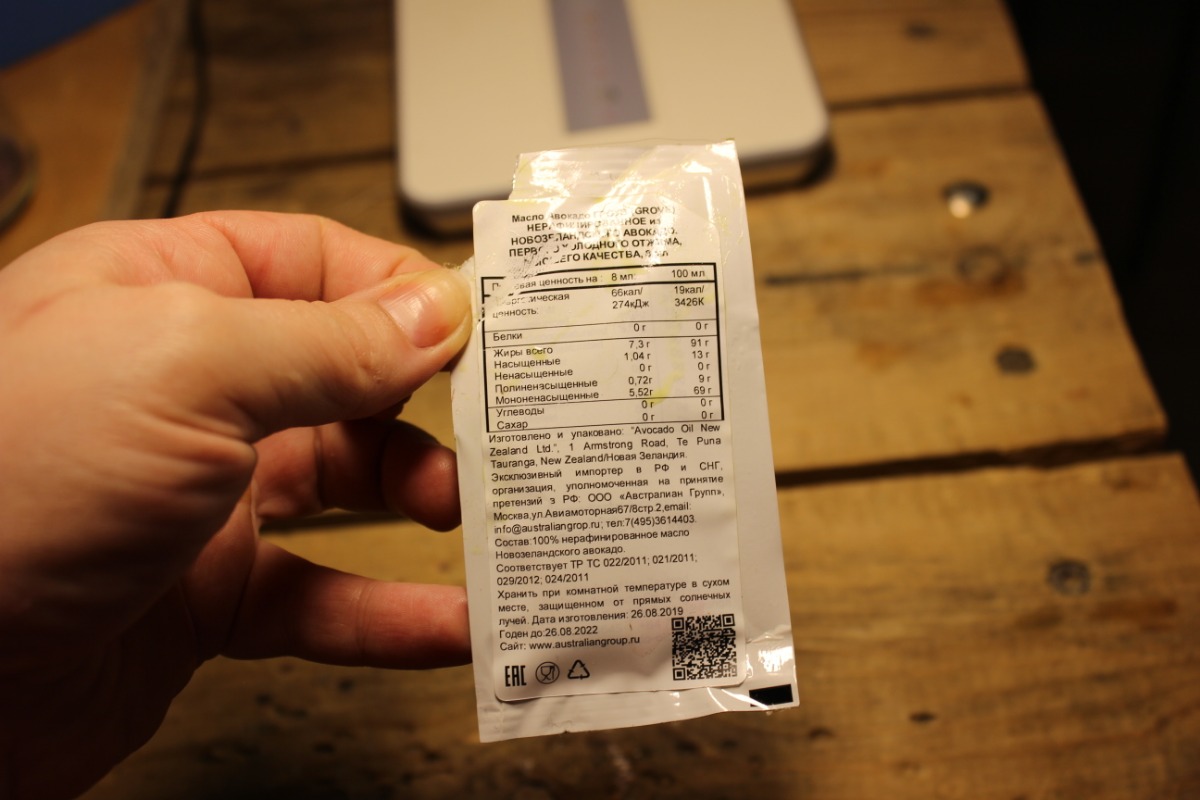 Масло Авокадо (GROVE)
НЕРАФИНИРОВАННОЕ из
НОВОЗЕЛАНДСКОГО АВОКАДО.
ПЕРВОГО ХОЛОДНОГО ОТЖИМА,
ВЫСШЕГО КАЧЕСТВА, 8 мл
Пищевая ценность на : 8 мл. 100 мл
Энергетическая 66кал/ 19кал/
ценность: 274кДж 3426К
Белки 0 г 0 г
Жиры всего 7,3 г 91 г
Насыщенные 1,04 г 13 г
Ненасыщенные 0 г 0 г
Полиненэсыщенные 0,72г 9 г
Мононенасыщенные 5,52г 69 г
Углеводы 0 г 0 г
Сахар 0 г 0 г
Изготовлено и упаковано: "Avocado Oil New
Zealand Ltd.", 1 Armstrong Road, Te Puna
Tauranga, New Zealand/Новая Зеландия.
Эксклюзивный импортер в РФ и СНГ,
организация, уполномоченная на принятие
претензий з РФ: ООО «Австралиан Групп»,
Москва,ул.Авиамоторная67/8стр.2,email:
info@australiangrop.ru; тел:7(495)3614403.
Состав:100% нерафинированное масло
Новозеландского авокадо.
Соответствует ТР ТС 022/2011; 021/2011;
029/2012; 024/2011
Хранить при комнатной температуре в сухом
месте, защищенном от прямых солнечных
лучей. Дата изготовления: 26.08.2019
Годен до:26.08.2022
Сайт: www.australiangroup.ru
EAC